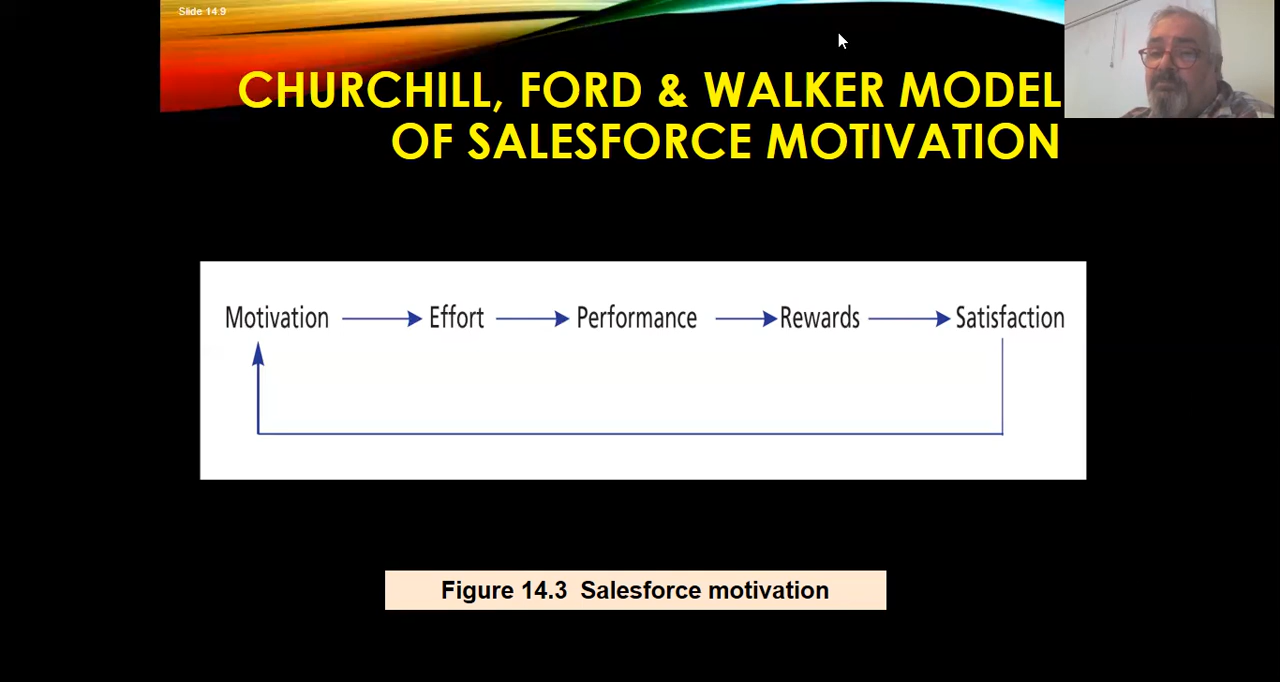 Slide 14.9
CHURCHILL, FORD & WALKER MODEL
OF SALESFORCE MOTIVATION
Motivation Effort Performance Rewards Satisfaction
Figure 14.3 Salesforce motivation